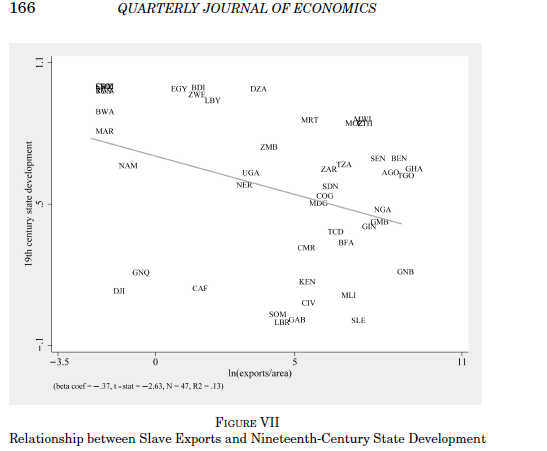 166
QUARTERLY JOURNAL OF ECONOMICS
1.1
EGY BDI DZA
ZWE
LBY
BWA
MRT
MWI
MAR
ZMB
SEN BEN
NAM
TZA
ZAR
GHA
UGA
AGO
TGO
NER
SDN
COG
MDG
.5
NGA
GMB
GIN
TCD
BFA
CMR
GNQ
GNB
KEN
DJI
CAF
MLI
CIV
SOM
LBR
GAB
SLE
-.1
19th century state development
−3.5 0 5 11
ln(exports/area)
(beta coef = −.37, t-stat = −2.63, N = 47, R2 = .13)
FIGURE VII
Relationship between Slave Exports and Nineteenth-Century State Development